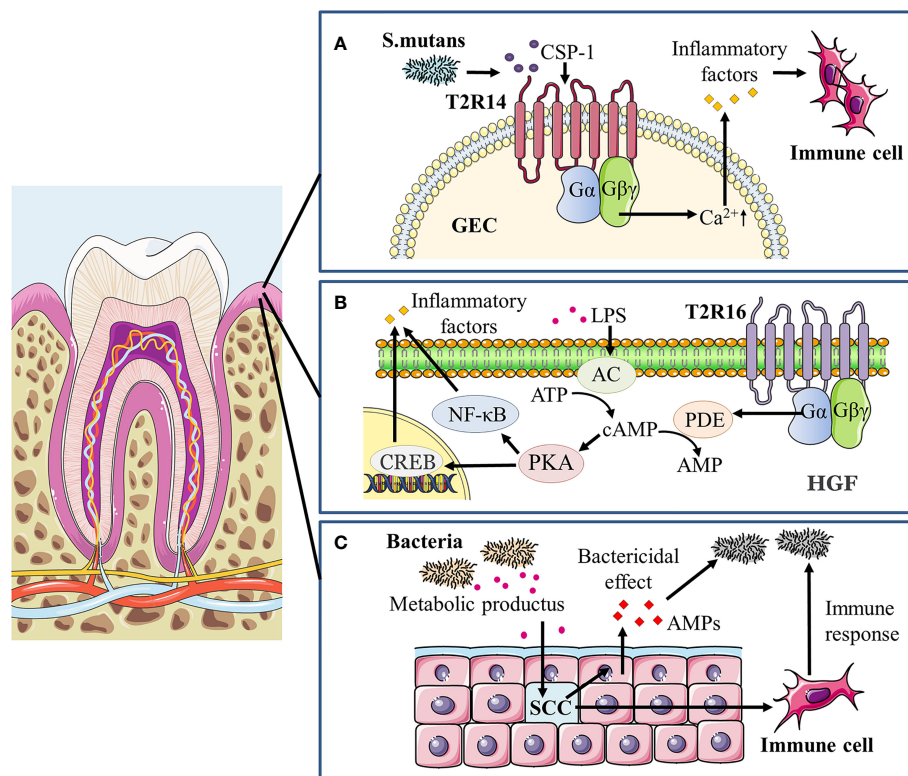 A
S.mutans
CSP-1
T2R14
Inflammatory
factors
Immune cell
Gα
Gβγ
Ca²⁺↑
GEC
B
Inflammatory
factors
LPS
T2R16
AC
ATP
NF-κB
cAMP
PDE
Gα
Gβγ
CREB
PKA
AMP
HGF
C
Bacteria
Bactericidal
effect
Metabolic productus
AMPs
Immune
response
SCC
Immune cell